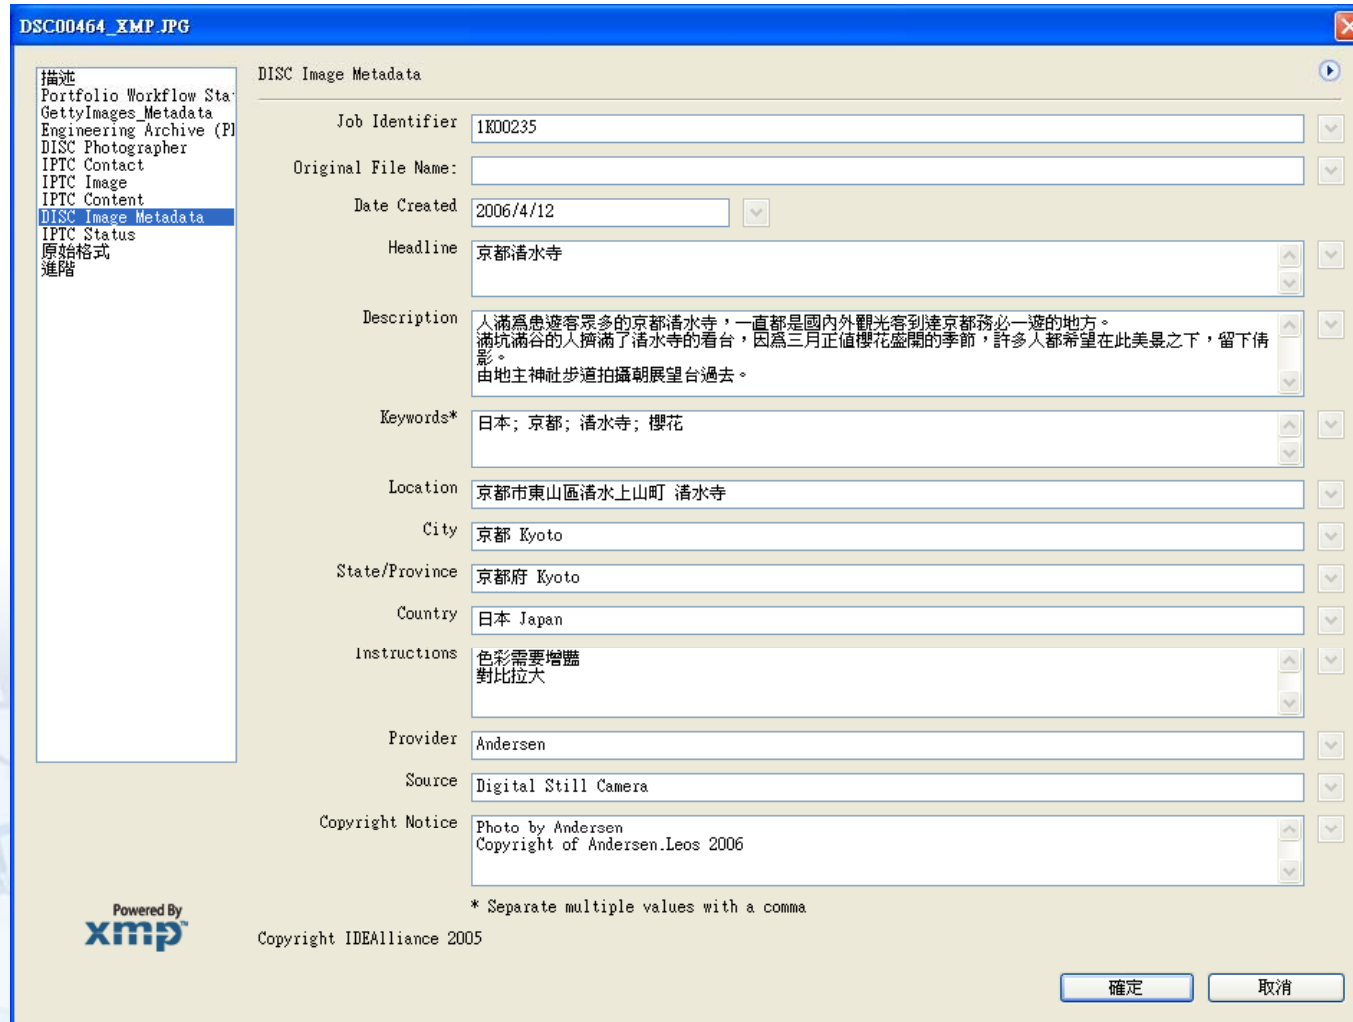 DSC00464_XMP.JPG
描述
Portfolio Workflow Sta
GettyImages_Metadata
Engineering Archive (Pl
DISC Photographer
IPTC Contact
IPTC Image
IPTC Content
DISC Image Metadata
IPTC Status
原始格式
進階
DISC Image Metadata
Job Identifier 1K00235
Original File Name:
Date Created 2006/4/12
Headline 京都清水寺
Description 人滿為患遊客眾多的京都清水寺，一直都是國內外觀光客到達京都務必一遊的地方。
滿坑滿谷的人擠滿了清水寺的看台，因為三月正值櫻花盛開的季節，許多人都希望在此美景之下，留下倩
影。
由地主神社步道拍攝朝展望台過去。
Keywords* 日本; 京都; 清水寺; 櫻花
Location 京都市東山區清水上山町 清水寺
City 京都 Kyoto
State/Province 京都府 Kyoto
Country 日本 Japan
Instructions 色彩需要增豔
對比拉大
Provider Andersen
Source Digital Still Camera
Copyright Notice Photo by Andersen
Copyright of Andersen.Leos 2006
* Separate multiple values with a comma
Powered By
xmp™
Copyright IDEAlliance 2005
確定
取消